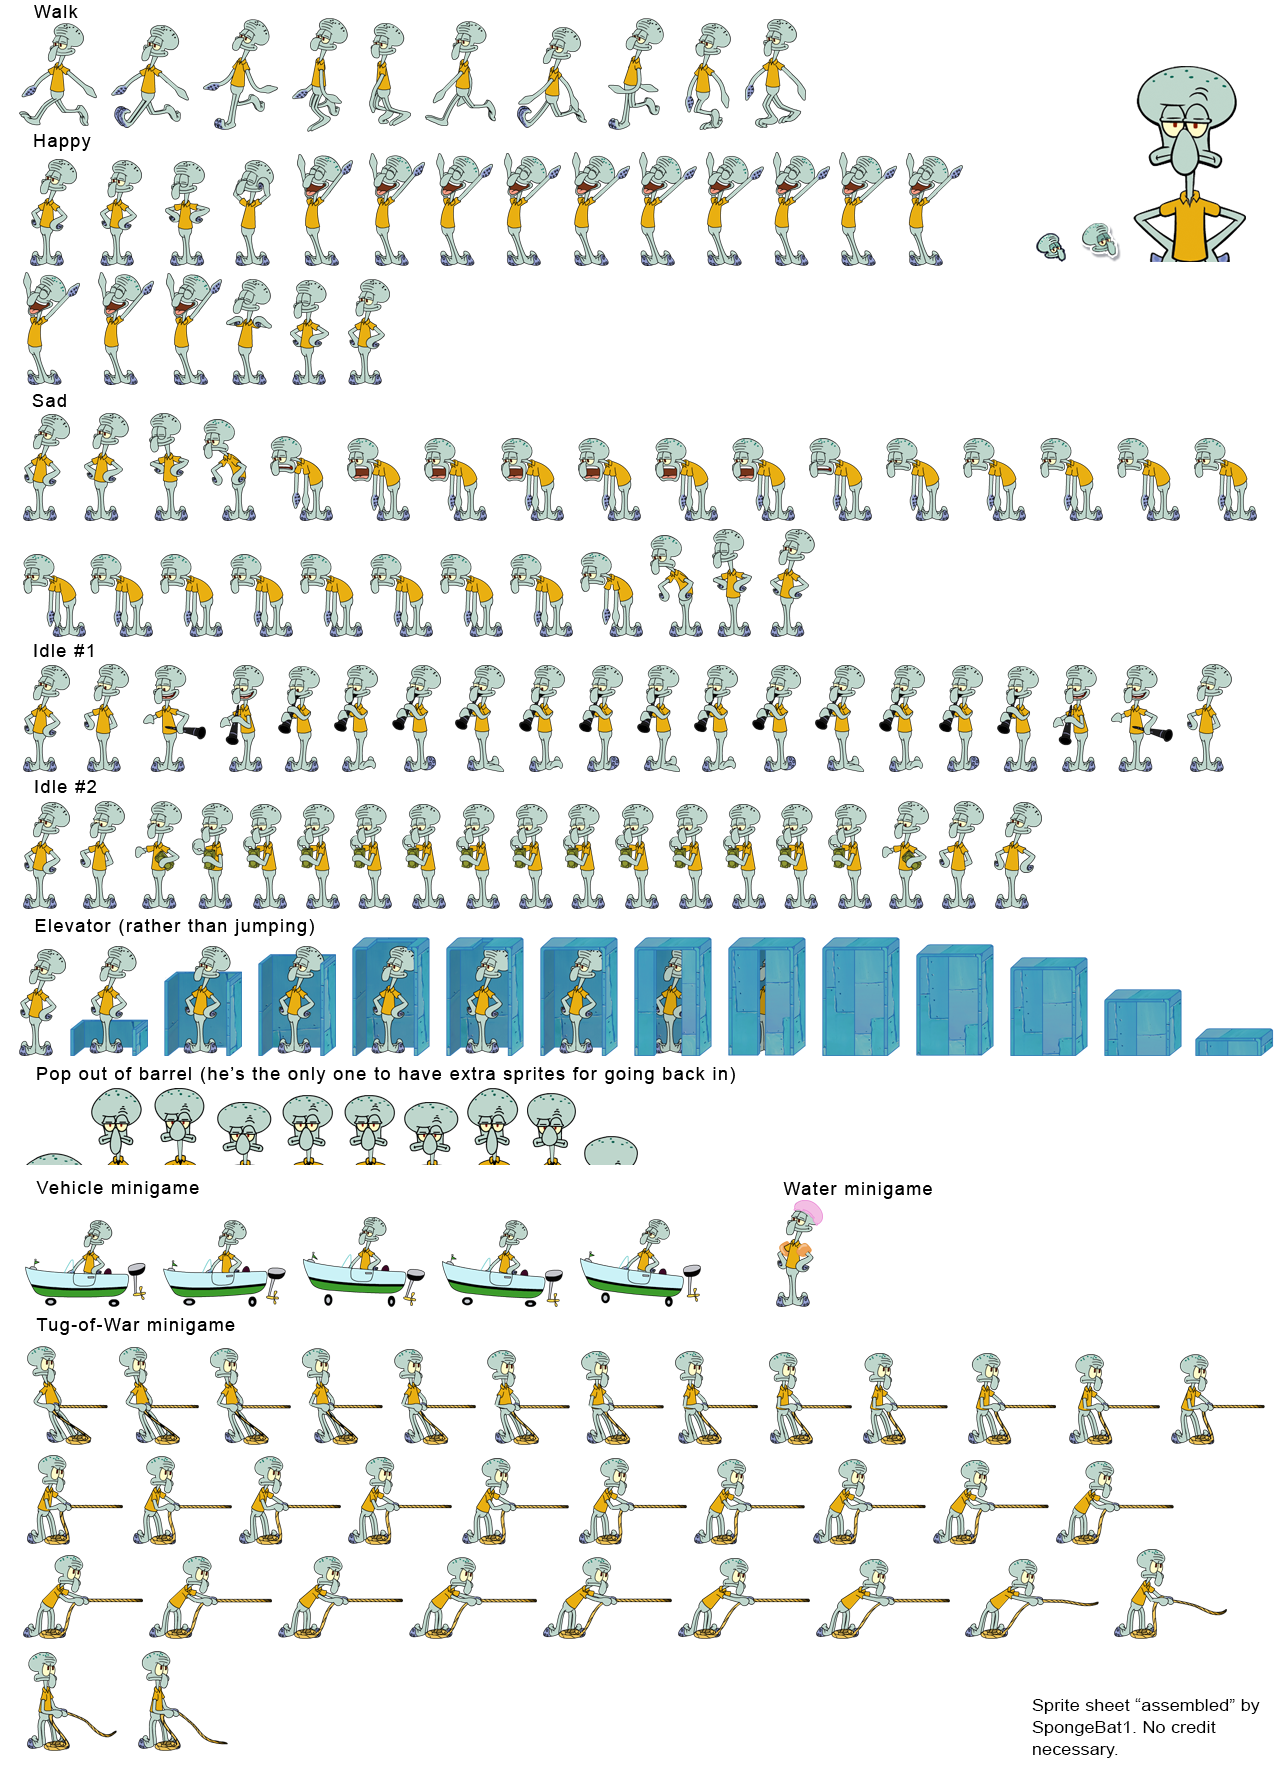 Walk
Happy
Sad
Idle #1
Idle #2
Elevator (rather than jumping)
Pop out of barrel (he’s the only one to have extra sprites for going back in)
Vehicle minigame
Water minigame
Tug-of-War minigame
Sprite sheet “assembled” by
SpongeBat1. No credit
necessary.